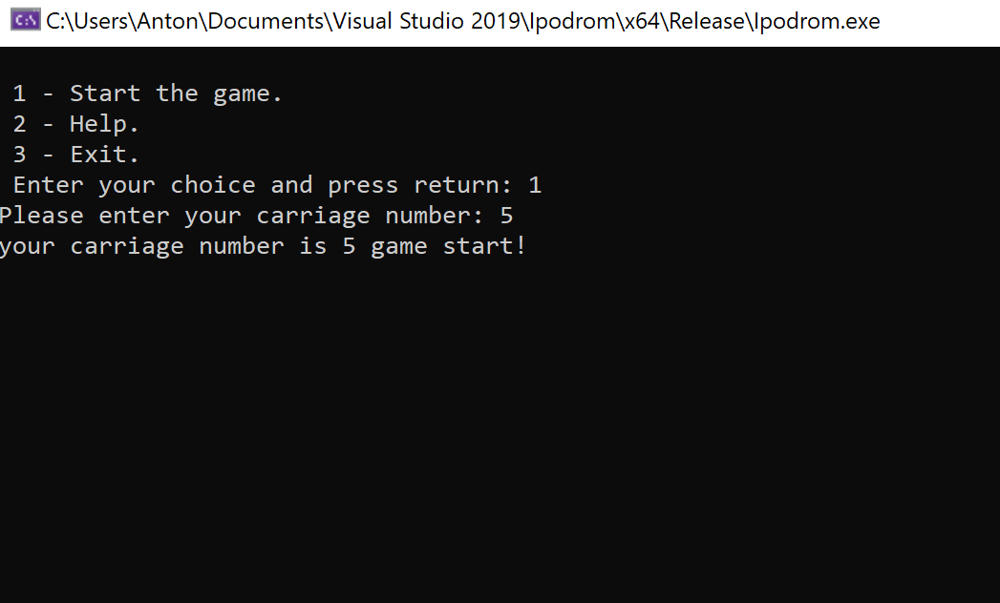 C:\Users\Anton\Documents\Visual Studio 2019\Ipodrom\x64\Release\Ipodrom.exe
1 - Start the game.
2 - Help.
3 - Exit.
Enter your choice and press return: 1
Please enter your carriage number: 5
your carriage number is 5 game start!